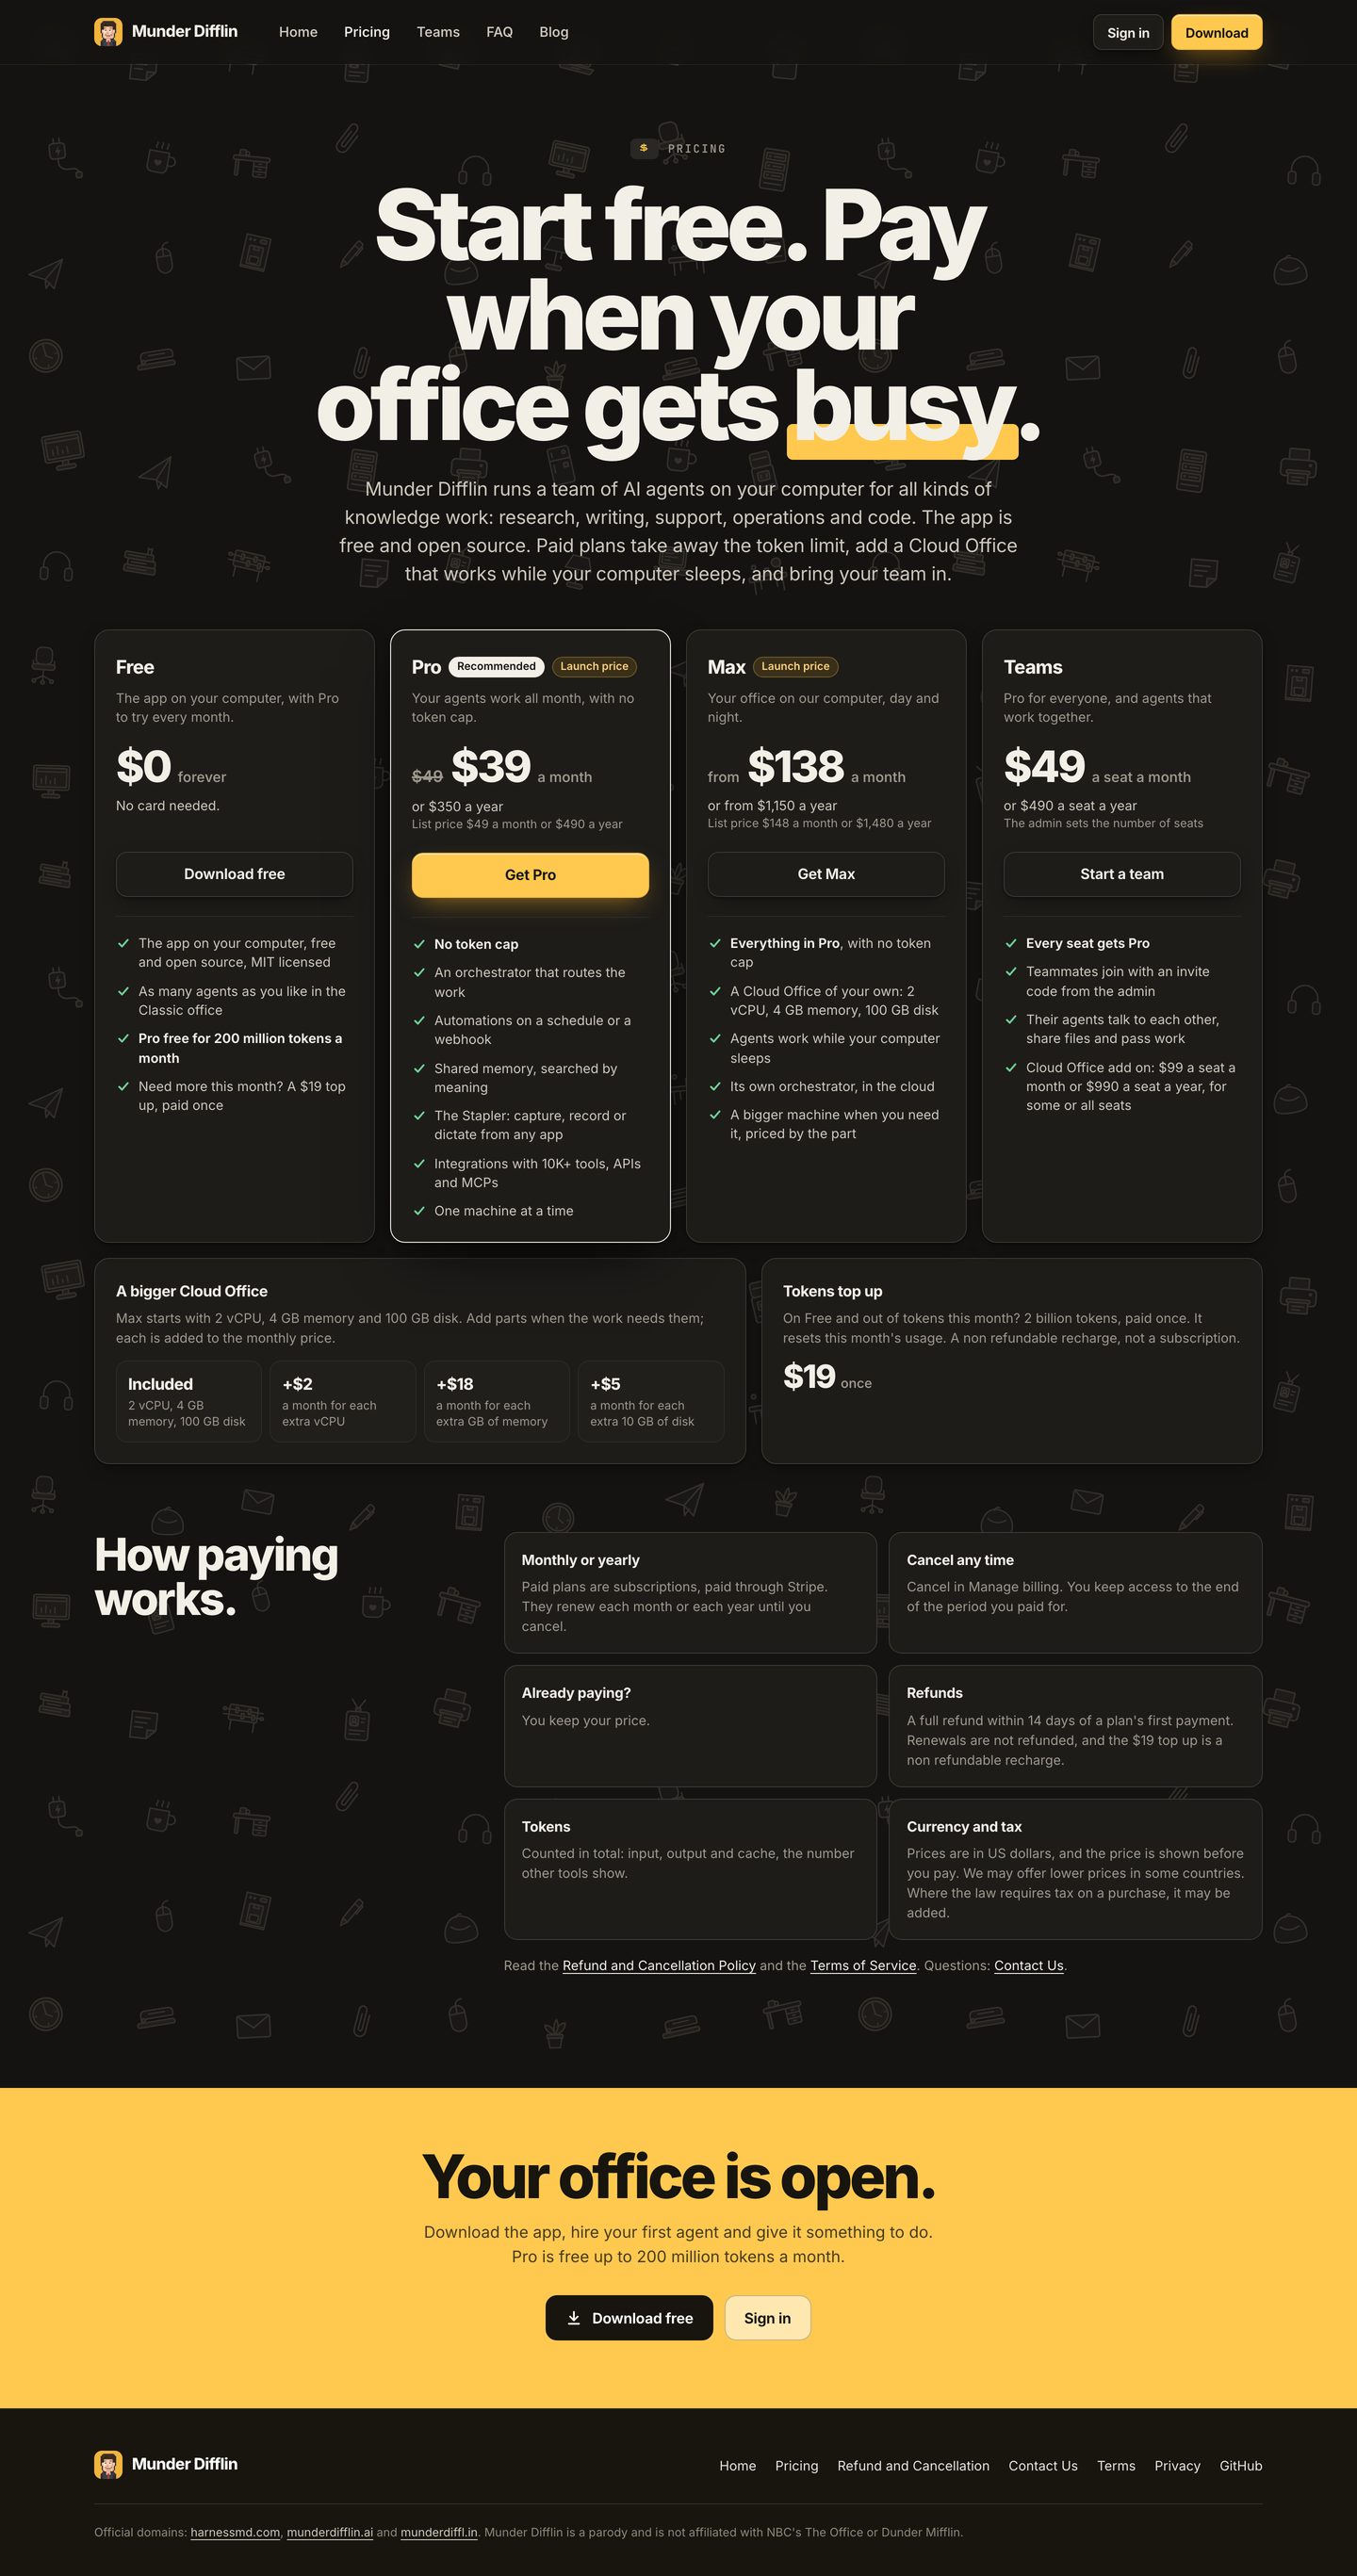 Munder Difflin
Home Pricing Teams FAQ Blog
Sign in Download
$ PRICING
Start free. Pay
when your
office gets busy.
Munder Difflin runs a team of AI agents on your computer for all kinds of
knowledge work: research, writing, support, operations and code. The app is
free and open source. Paid plans take away the token limit, add a Cloud Office
that works while your computer sleeps, and bring your team in.
Free
The app on your computer, with Pro
to try every month.
$0 forever
No card needed.
Download free
The app on your computer, free
and open source, MIT licensed
As many agents as you like in the
Classic office
Pro free for 200 million tokens a
month
Need more this month? A $19 top
up, paid once
Pro Recommended Launch price
Your agents work all month, with no
token cap.
$49 $39 a month
or $350 a year
List price $49 a month or $490 a year
Get Pro
No token cap
An orchestrator that routes the
work
Automations on a schedule or a
webhook
Shared memory, searched by
meaning
The Stapler: capture, record or
dictate from any app
Integrations with 10K+ tools, APIs
and MCPs
One machine at a time
Max Launch price
Your office on our computer, day and
night.
from $138 a month
or from $1,150 a year
List price $148 a month or $1,480 a year
Get Max
Everything in Pro, with no token
cap
A Cloud Office of your own: 2
vCPU, 4 GB memory, 100 GB disk
Agents work while your computer
sleeps
Its own orchestrator, in the cloud
A bigger machine when you need
it, priced by the part
Teams
Pro for everyone, and agents that
work together.
$49 a seat a month
or $490 a seat a year
The admin sets the number of seats
Start a team
Every seat gets Pro
Teammates join with an invite
code from the admin
Their agents talk to each other,
share files and pass work
Cloud Office add on: $99 a seat a
month or $990 a seat a year, for
some or all seats
A bigger Cloud Office
Max starts with 2 vCPU, 4 GB memory and 100 GB disk. Add parts when the work needs them;
each is added to the monthly price.
Included
2 vCPU, 4 GB
memory, 100 GB disk
+$2
a month for each
extra vCPU
+$18
a month for each
extra GB of memory
+$5
a month for each
extra 10 GB of disk
Tokens top up
On Free and out of tokens this month? 2 billion tokens, paid once. It
resets this month's usage. A non refundable recharge, not a subscription.
$19 once
How paying
works.
Monthly or yearly
Paid plans are subscriptions, paid through Stripe.
They renew each month or each year until you
cancel.
Cancel any time
Cancel in Manage billing. You keep access to the end
of the period you paid for.
Already paying?
You keep your price.
Refunds
A full refund within 14 days of a plan's first payment.
Renewals are not refunded, and the $19 top up is a
non refundable recharge.
Tokens
Counted in total: input, output and cache, the number
other tools show.
Currency and tax
Prices are in US dollars, and the price is shown before
you pay. We may offer lower prices in some countries.
Where the law requires tax on a purchase, it may be
added.
Read the Refund and Cancellation Policy and the Terms of Service. Questions: Contact Us.
Your office is open.
Download the app, hire your first agent and give it something to do.
Pro is free up to 200 million tokens a month.
Download free Sign in
Munder Difflin
Home Pricing Refund and Cancellation Contact Us Terms Privacy GitHub
Official domains: harnessmd.com, munderdifflin.ai and munderdiffl.in. Munder Difflin is a parody and is not affiliated with NBC's The Office or Dunder Mifflin.